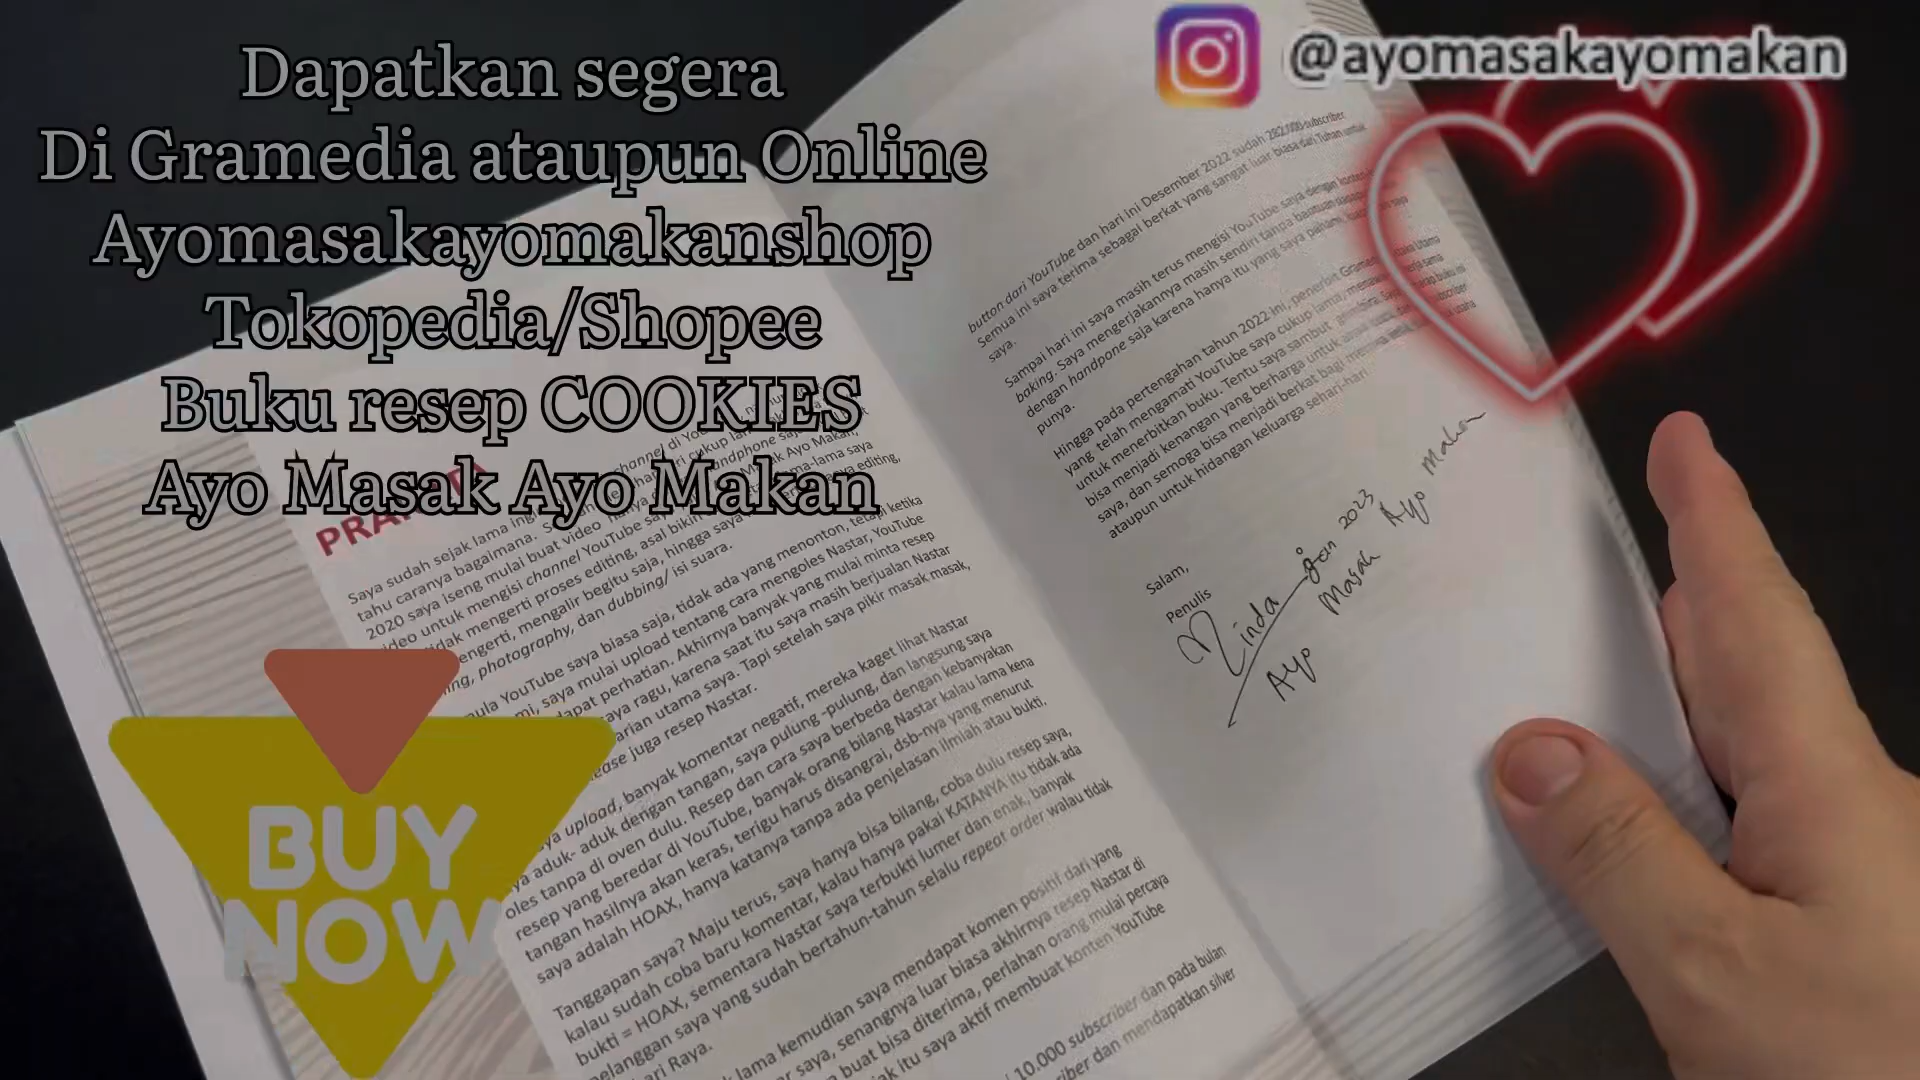 Dapatkan segera
Di Gramedia ataupun Online
Ayomasakayomakanshop
Tokopedia/Shopee
Buku resep COOKIES
Ayo Masak Ayo Makan
@ayomasakayomakan
BUY
NOW
Saya sudah sejak lama
tahu caranya bagaimana.
2020 saya iseng mulai buat video
video untuk mengisi channel YouTube
tidak mengerti proses editing, asal bikin
mengerti, mengalir begitu saja, hingga saya
photography, dan dubbing/ isi suara.
YouTube saya biasa saja, tidak ada yang menonton, tetapi ketika
saya mulai upload tentang cara mengoles Nastar, YouTube
dapat perhatian. Akhirnya banyak yang mulai minta resep
saya ragu, karena saat itu saya masih berjualan Nastar
utama saya. Tapi setelah saya pikir masak masak,
juga resep Nastar.
upload, banyak komentar negatif, mereka kaget lihat Nastar
aduk- aduk dengan tangan, saya pulung -pulung, dan langsung saya
oles tanpa di oven dulu. Resep dan cara saya berbeda dengan kebanyakan
resep yang beredar di YouTube, banyak orang bilang Nastar kalau lama kena
tangan hasilnya akan keras, terigu harus disangrai, dsb-nya yang menurut
saya adalah HOAX, hanya katanya tanpa ada penjelasan ilmiah atau bukti.
Tanggapan saya? Maju terus, saya hanya bisa bilang, coba dulu resep saya,
kalau sudah coba baru komentar, kalau hanya pakai KATANYA itu tidak ada
bukti = HOAX, sementara Nastar saya terbukti lumer dan enak, banyak
pelanggan saya yang sudah bertahun-tahun selalu repeat order walau tidak
Hari Raya.
lama kemudian saya mendapat komen positif dari yang
saya, senangnya luar biasa akhirnya resep Nastar di
buat bisa diterima, perlahan orang mulai percaya
itu saya aktif membuat konten YouTube
10.000 subscriber dan pada bulan
dan mendapatkan silver
button dari YouTube dan hari ini Desember 2022 sudah 282.000 subscriber
Semua ini saya terima sebagai berkat yang sangat luar biasa dari Tuhan untuk
saya.
Sampai hari ini saya masih terus mengisi YouTube saya dengan
baking. Saya mengerjakannya masih sendiri tanpa bantuan
dengan handpone saja karena hanya itu yang saya
punya.
Hingga pada pertengahan tahun 2022 ini, penerbit
yang telah mengamati YouTube saya cukup lama,
untuk menerbitkan buku. Tentu saya sambut
bisa menjadi kenangan yang berharga untuk
saya, dan semoga bisa menjadi berkat bagi
ataupun untuk hidangan keluarga sehari-hari.
Salam,
Penulis
Linda Jan 2023
Ayo Masak Ayo Makan